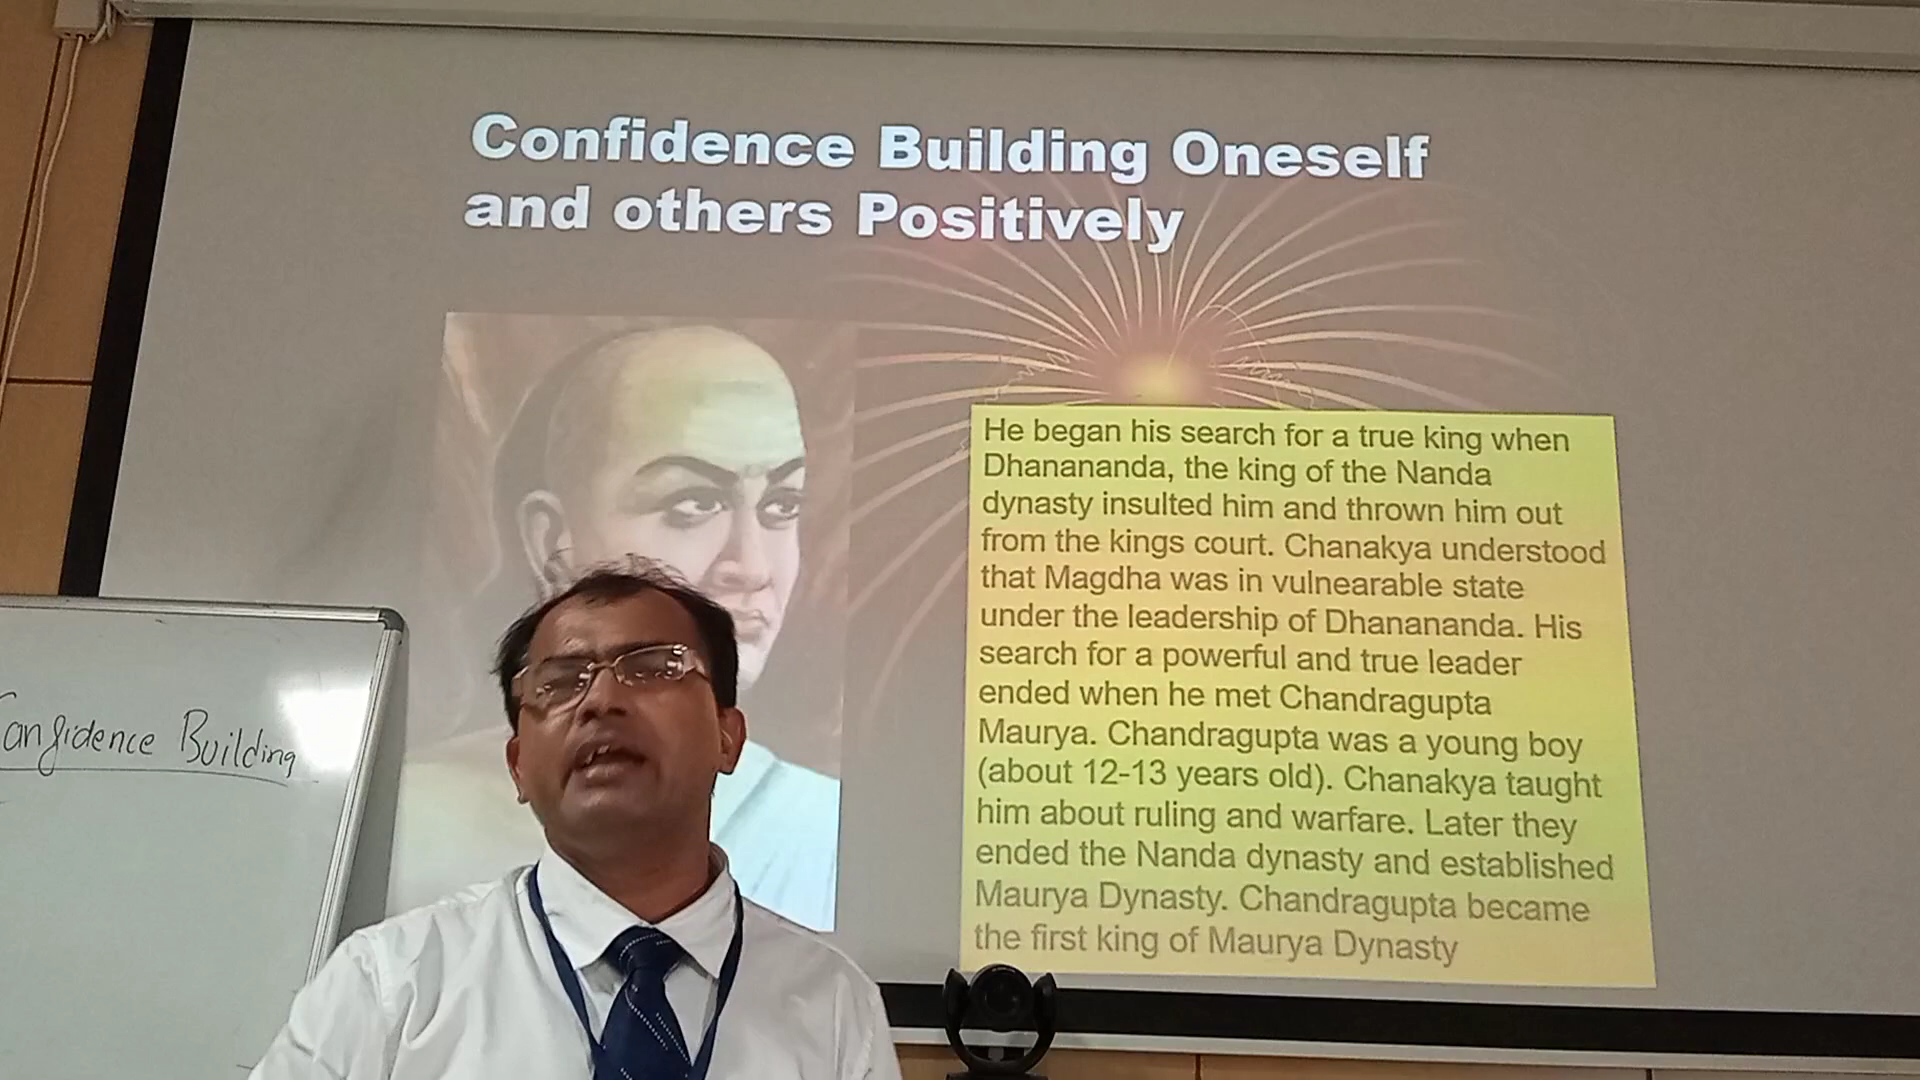 Confidence Building Oneself
and others Positively
He began his search for a true king when
Dhanananda, the king of the Nanda
dynasty insulted him and thrown him out
from the kings court. Chanakya understood
that Magdha was in vulnearable state
under the leadership of Dhanananda. His
search for a powerful and true leader
ended when he met Chandragupta
Maurya. Chandragupta was a young boy
(about 12-13 years old). Chanakya taught
him about ruling and warfare. Later they
ended the Nanda dynasty and established
Maurya Dynasty. Chandragupta became
the first king of Maurya Dynasty
Confidence Building